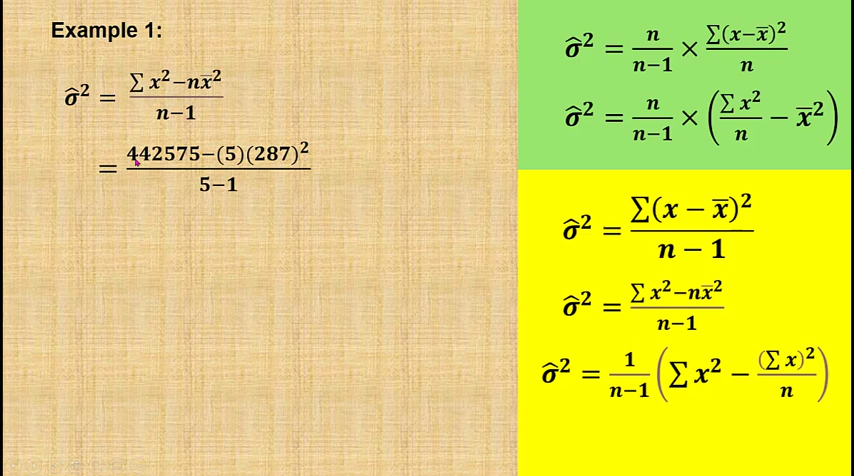 Example 1:
σ̂² = (∑x² − nx̅²) / (n−1)
= (442575−(5)(287)²) / (5−1)
σ̂² = n/(n−1) × ∑(x−x̅)²/n
σ̂² = n/(n−1) × (∑x²/n − x̅²)
σ̂² = ∑(x − x̅)² / (n − 1)
σ̂² = (∑x² − nx̅²) / (n−1)
σ̂² = 1/(n−1) (∑x² − (∑x)²/n)